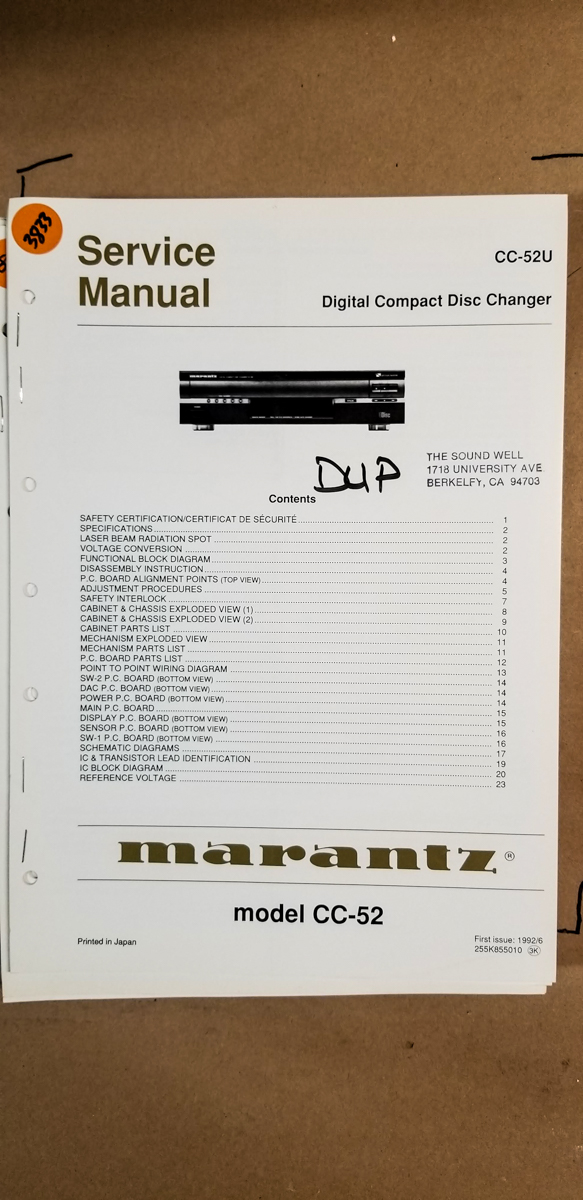 3833
Service
Manual
CC-52U
Digital Compact Disc Changer
marantz
DUP
THE SOUND WELL
1718 UNIVERSITY AVE
BERKELFY, CA 94703
Contents
SAFETY CERTIFICATION/CERTIFICAT DE SÉCURITÉ 1
SPECIFICATIONS 2
LASER BEAM RADIATION SPOT 2
VOLTAGE CONVERSION 2
FUNCTIONAL BLOCK DIAGRAM 3
DISASSEMBLY INSTRUCTION 4
P.C. BOARD ALIGNMENT POINTS (TOP VIEW) 4
ADJUSTMENT PROCEDURES 5
SAFETY INTERLOCK 7
CABINET & CHASSIS EXPLODED VIEW (1) 8
CABINET & CHASSIS EXPLODED VIEW (2) 9
CABINET PARTS LIST 10
MECHANISM EXPLODED VIEW 11
MECHANISM PARTS LIST 11
P.C. BOARD PARTS LIST 12
POINT TO POINT WIRING DIAGRAM 13
SW-2 P.C. BOARD (BOTTOM VIEW) 14
DAC P.C. BOARD (BOTTOM VIEW) 14
POWER P.C. BOARD (BOTTOM VIEW) 14
MAIN P.C. BOARD 15
DISPLAY P.C. BOARD (BOTTOM VIEW) 15
SENSOR P.C. BOARD (BOTTOM VIEW) 16
SW-1 P.C. BOARD (BOTTOM VIEW) 16
SCHEMATIC DIAGRAMS 17
IC & TRANSISTOR LEAD IDENTIFICATION 19
IC BLOCK DIAGRAM 20
REFERENCE VOLTAGE 23
marantz ®
model CC-52
Printed in Japan
First issue: 1992/6
255K855010 3K